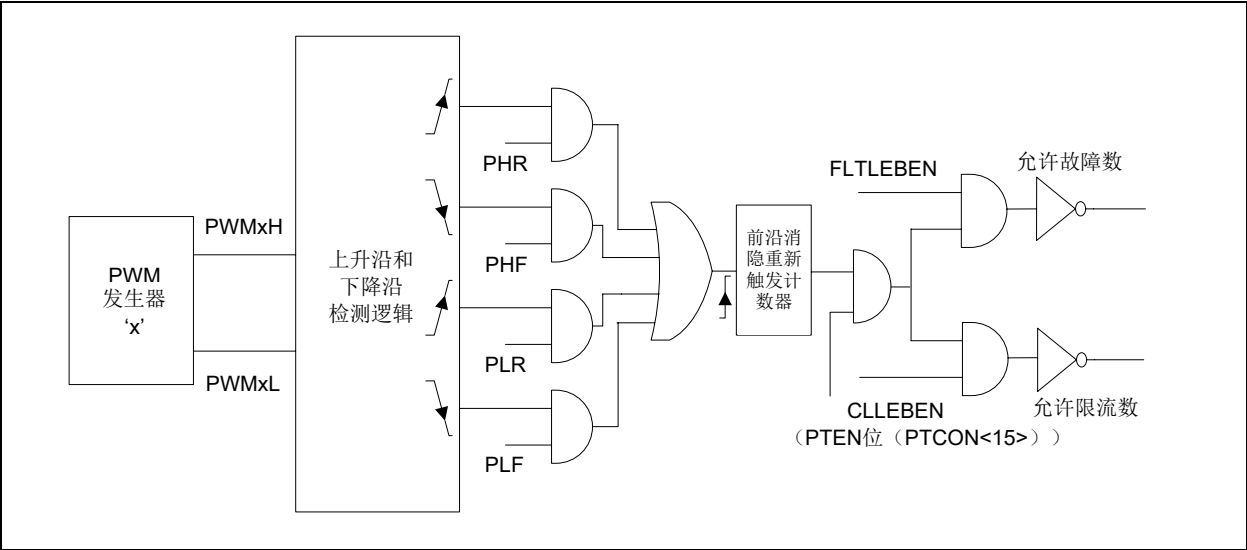 PWM
发生器
‘x’
PWMxH
PWMxL
上升沿和
下降沿
检测逻辑
PHR
PHF
PLR
PLF
前沿消
隐重新
触发计
数器
FLTLEBEN
允许故障数
CLLEBEN
（PTEN位（PTCON<15>））
允许限流数